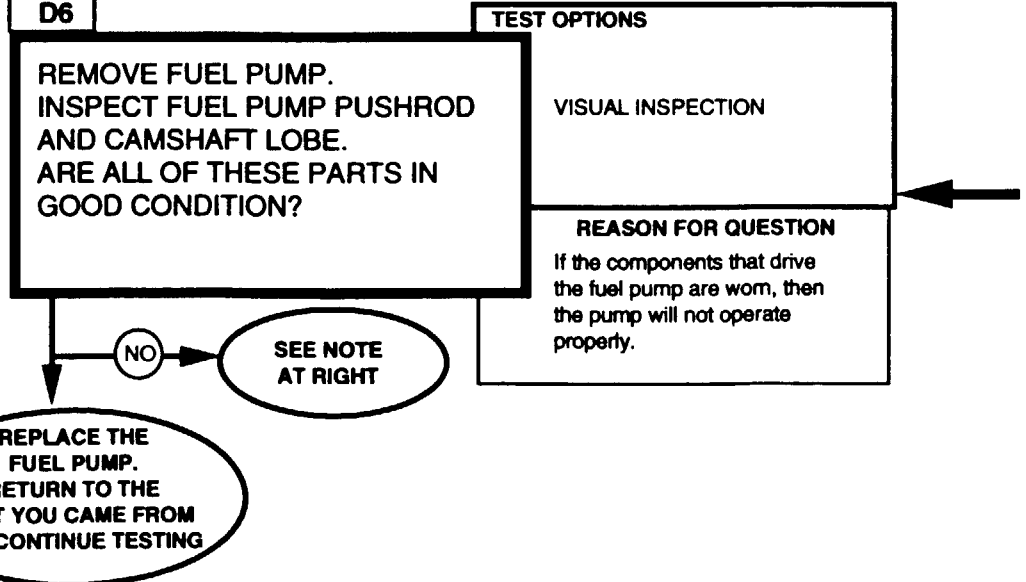 D6
REMOVE FUEL PUMP.
INSPECT FUEL PUMP PUSHROD
AND CAMSHAFT LOBE.
ARE ALL OF THESE PARTS IN
GOOD CONDITION?
TEST OPTIONS
VISUAL INSPECTION
REASON FOR QUESTION
If the components that drive
the fuel pump are worn, then
the pump will not operate
properly.
NO
SEE NOTE
AT RIGHT
REPLACE THE
FUEL PUMP.
TO THE
YOU CAME FROM
CONTINUE TESTING